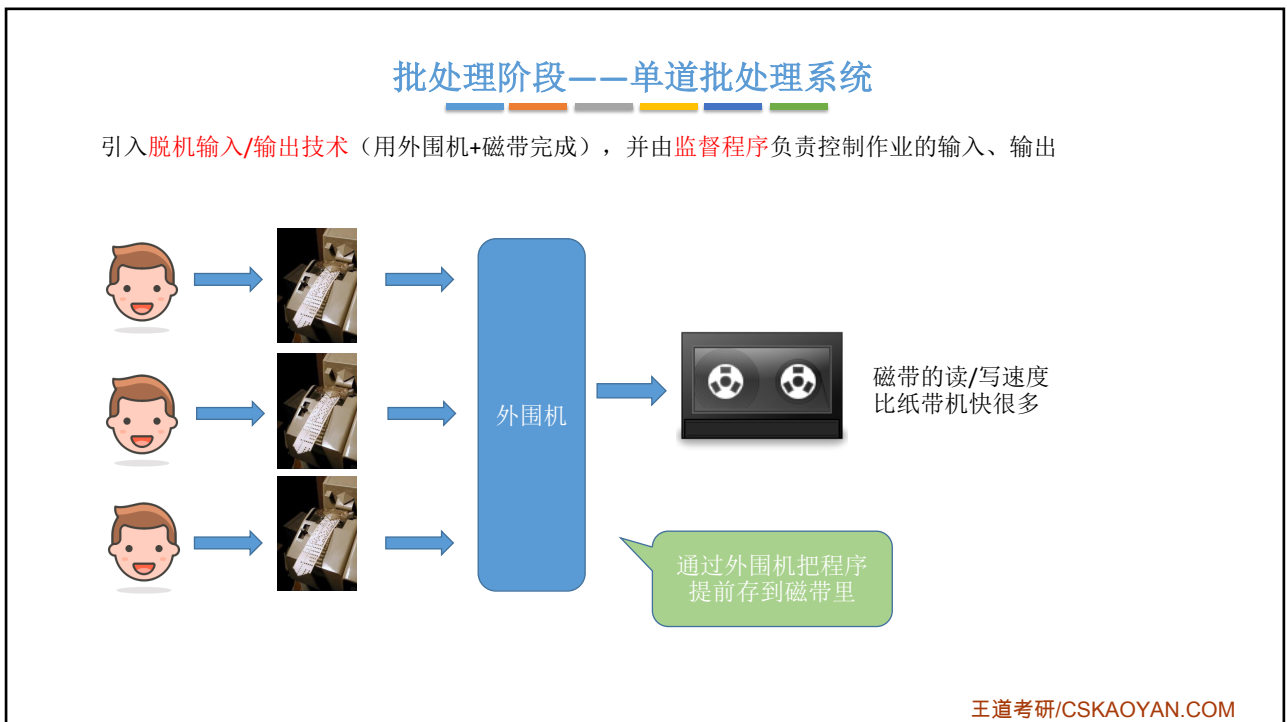 批处理阶段——单道批处理系统
引入脱机输入/输出技术（用外围机+磁带完成），并由监督程序负责控制作业的输入、输出
外围机
磁带的读/写速度
比纸带机快很多
通过外围机把程序
提前存到磁带里
王道考研/CSKAOYAN.COM